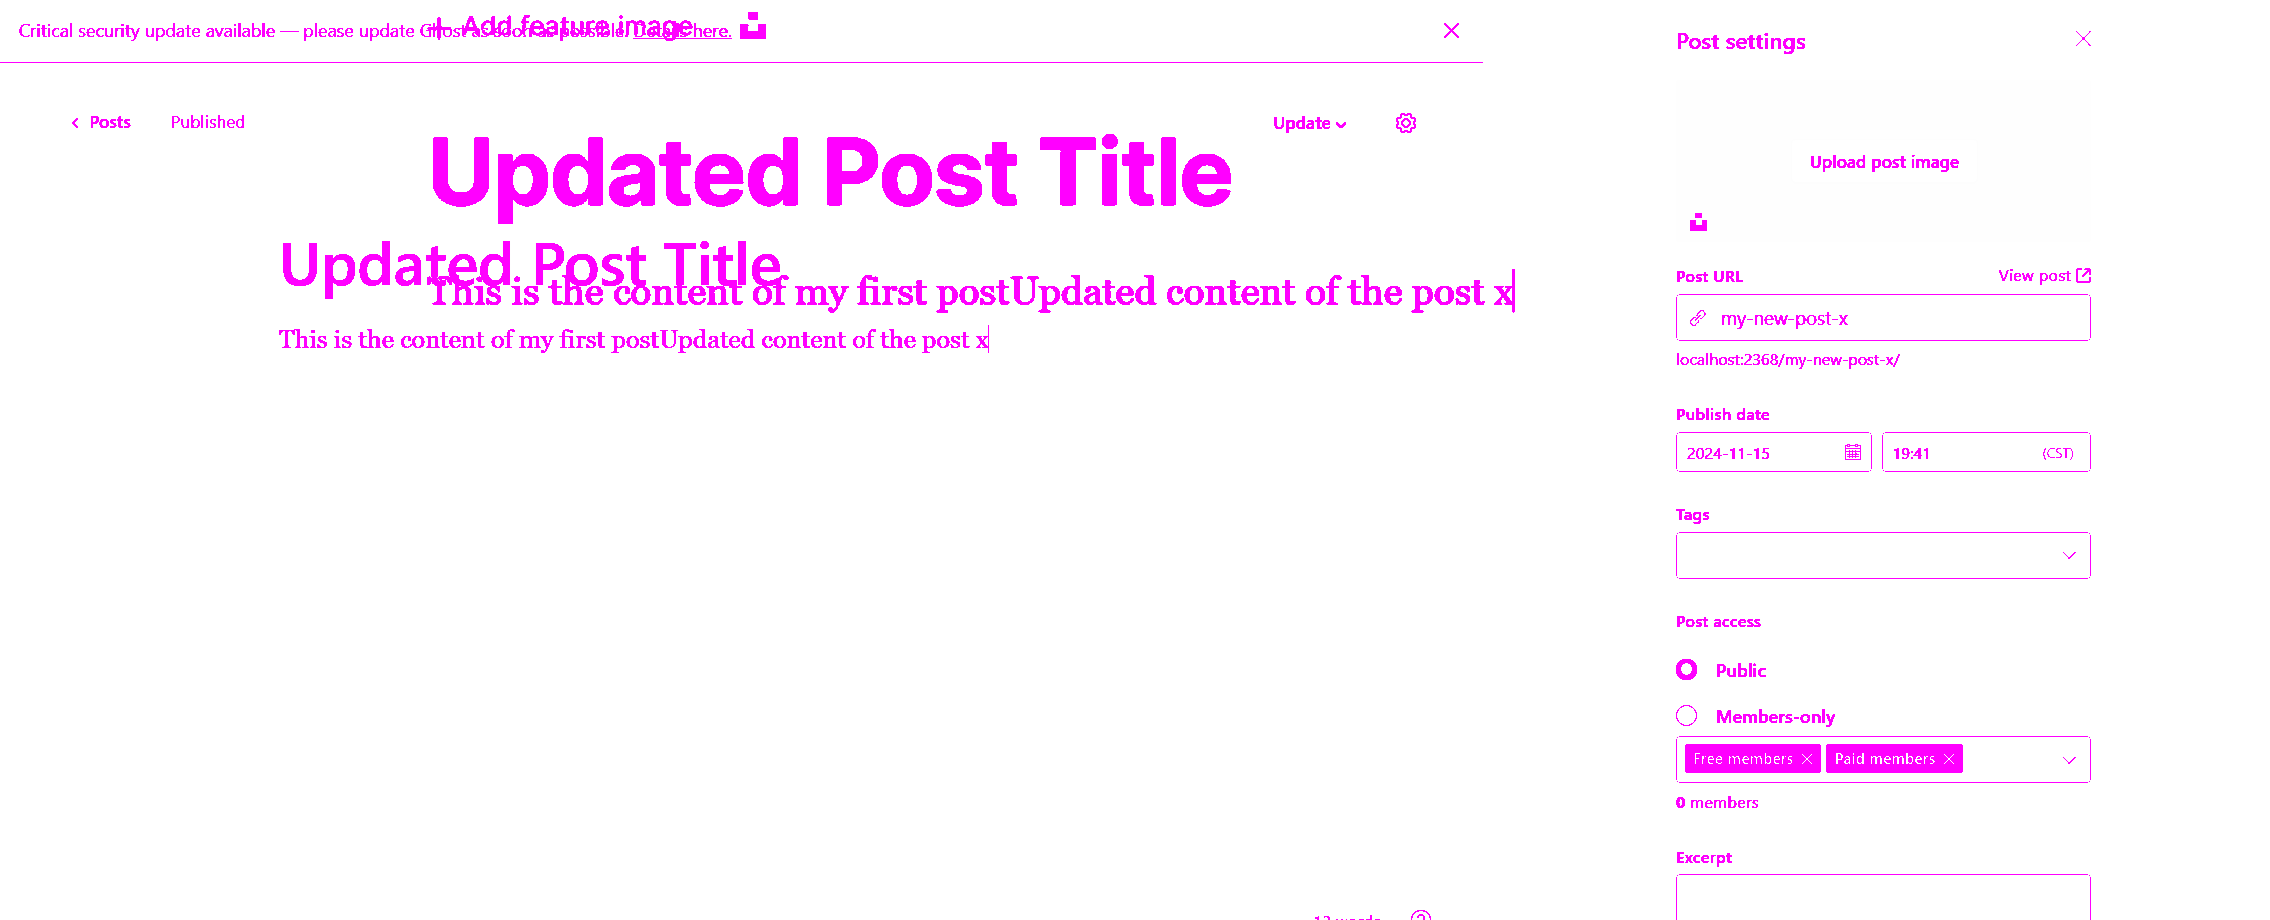 Critical security update available — please update Ghost as soon as possible. Details here.
+ Add feature image
Posts
Published
Update
Updated Post Title
Updated Post Title
This is the content of my first postUpdated content of the post x
This is the content of my first postUpdated content of the post x
Post settings
Upload post image
Post URL
View post
my-new-post-x
localhost:2368/my-new-post-x/
Publish date
2024-11-15
19:41
(CST)
Tags
Post access
Public
Members-only
Free members
Paid members
0 members
Excerpt